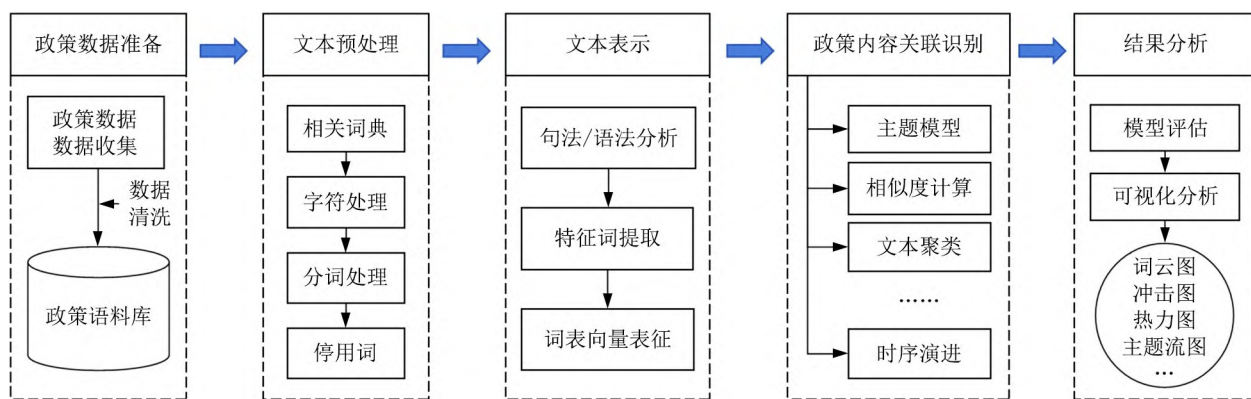 政策数据准备
政策数据
数据收集
数据
清洗
政策语料库
文本预处理
相关词典
字符处理
分词处理
停用词
文本表示
句法/语法分析
特征词提取
词表向量表征
政策内容关联识别
主题模型
相似度计算
文本聚类
……
时序演进
结果分析
模型评估
可视化分析
词云图
冲击图
热力图
主题流图
…